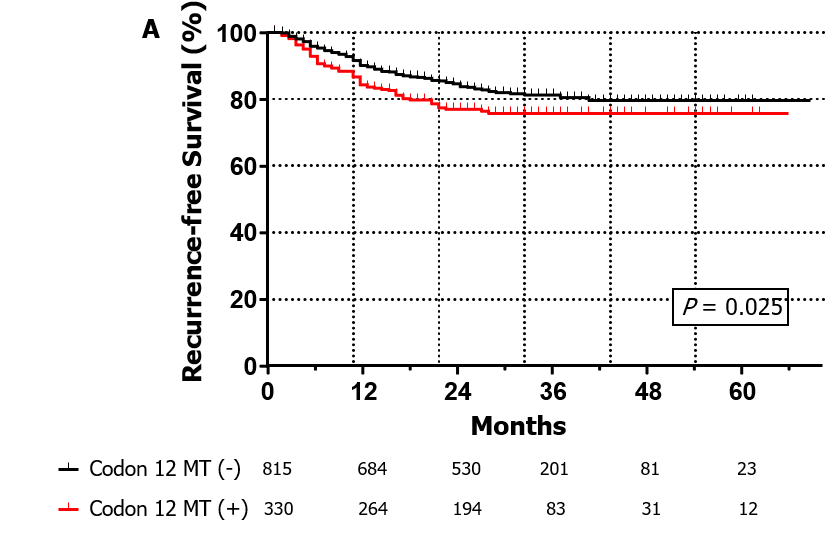 A
Recurrence-free Survival (%)
100
80
60
40
20
0
P = 0.025
0 12 24 36 48 60
Months
Codon 12 MT (-) 815 684 530 201 81 23
Codon 12 MT (+) 330 264 194 83 31 12